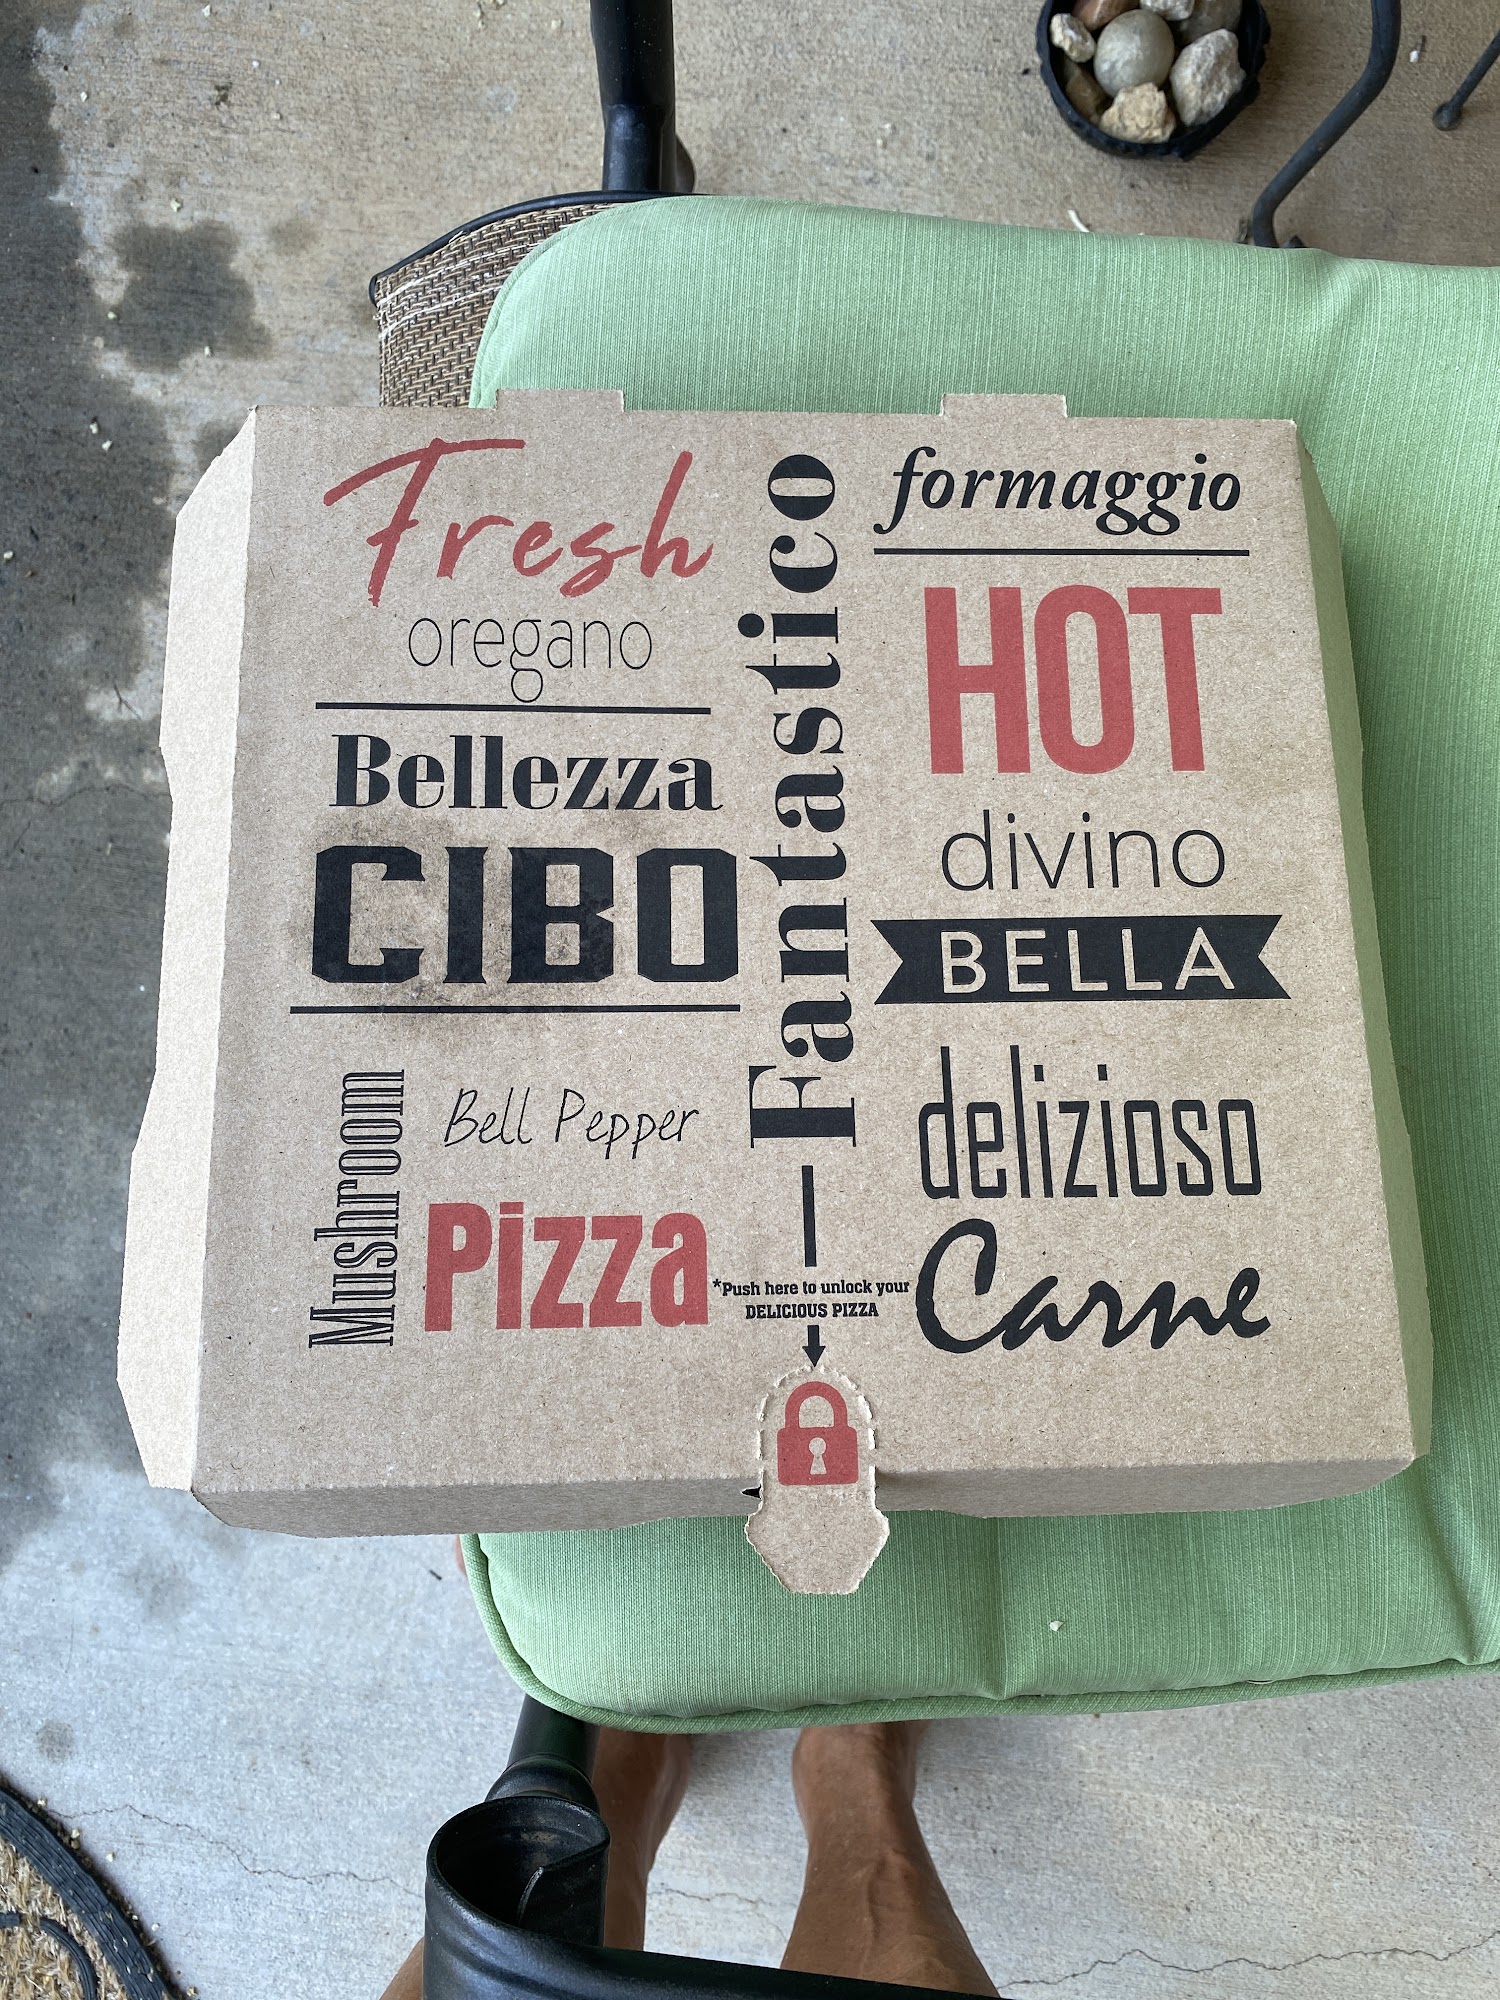 Fresh
oregano
Bellezza
CIBO
Mushroom
Bell Pepper
Pizza
Fantastico
*Push here to unlock your
DELICIOUS PIZZA
formaggio
HOT
divino
BELLA
delizioso
Carne